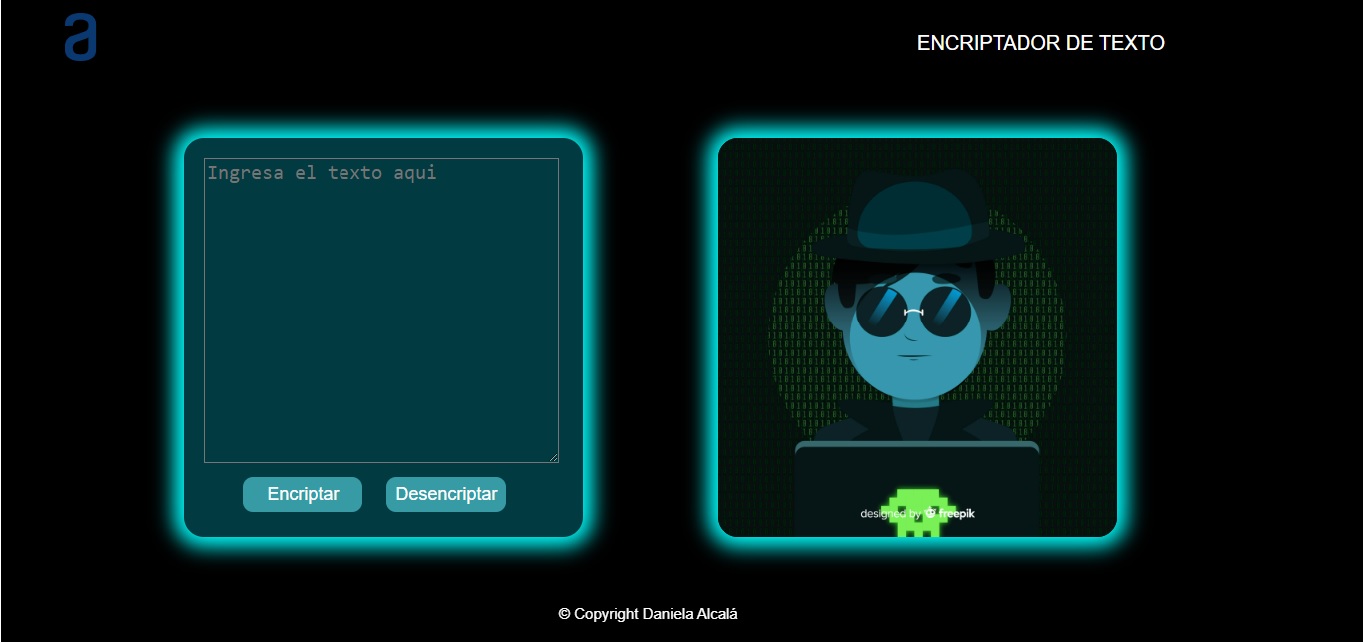 a
ENCRIPTADOR DE TEXTO
Ingresa el texto aqui
Encriptar
Desencriptar
designed by freepik
© Copyright Daniela Alcalá